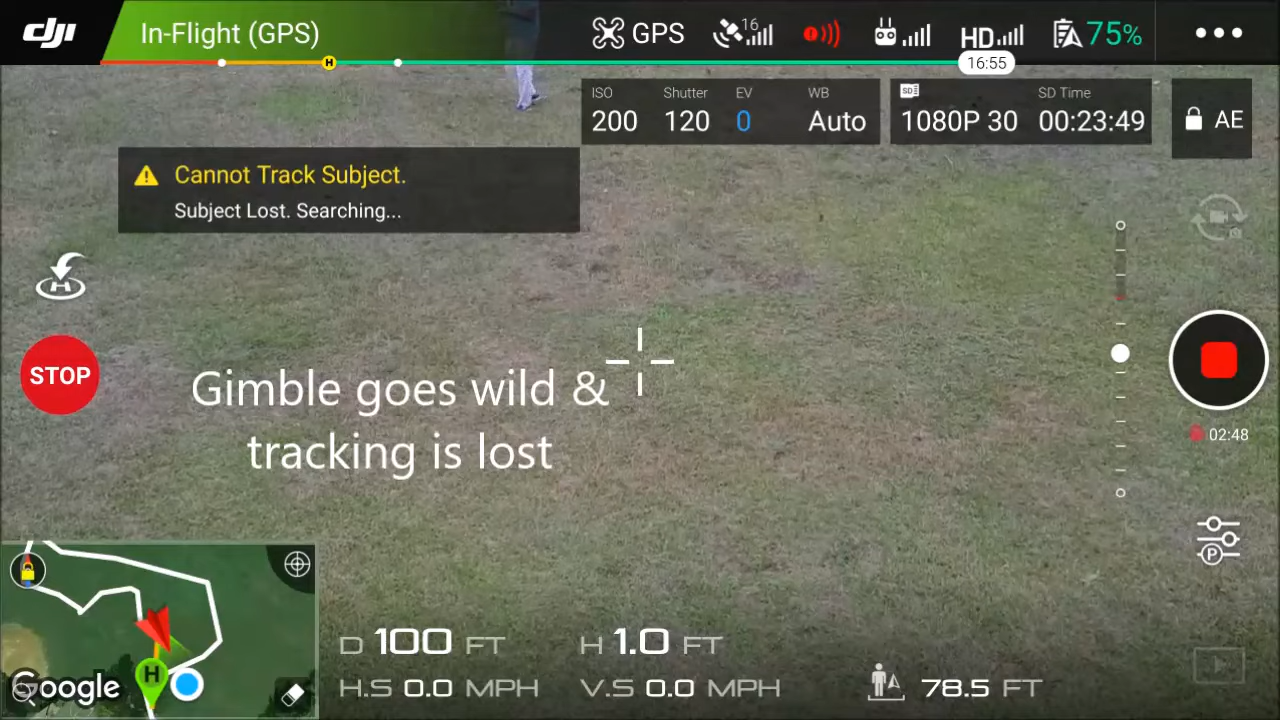 dji In-Flight (GPS) GPS 16 HD 75%
16:55
ISO Shutter EV WB SD SD Time
200 120 0 Auto 1080P 30 00:23:49 AE
Cannot Track Subject.
Subject Lost. Searching...
STOP
Gimble goes wild &
tracking is lost
02:48
P
H
Google
D 100 FT H 1.0 FT
H.S 0.0 MPH V.S 0.0 MPH 78.5 FT